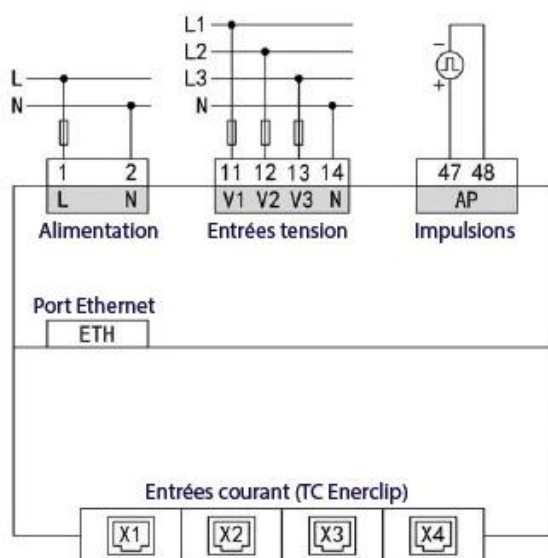 L1
L2
L3
N
L
N
1 2
L N
Alimentation
11 12 13 14
V1 V2 V3 N
Entrées tension
−
+
47 48
AP
Impulsions
Port Ethernet
ETH
Entrées courant (TC Enerclip)
X1 X2 X3 X4